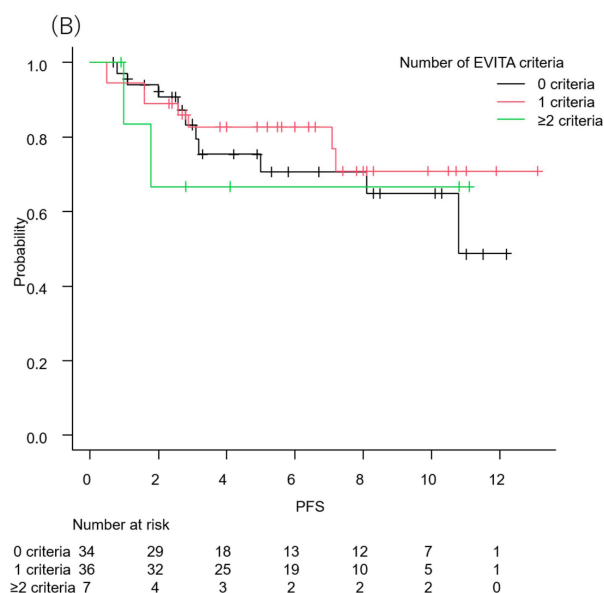 (B)
Number of EVITA criteria
0 criteria
1 criteria
≥2 criteria
1.0
0.8
0.6
0.4
0.2
0.0
Probability
0 2 4 6 8 10 12
PFS
Number at risk
0 criteria 34 29 18 13 12 7 1
1 criteria 36 32 25 19 10 5 1
≥2 criteria 7 4 3 2 2 2 0